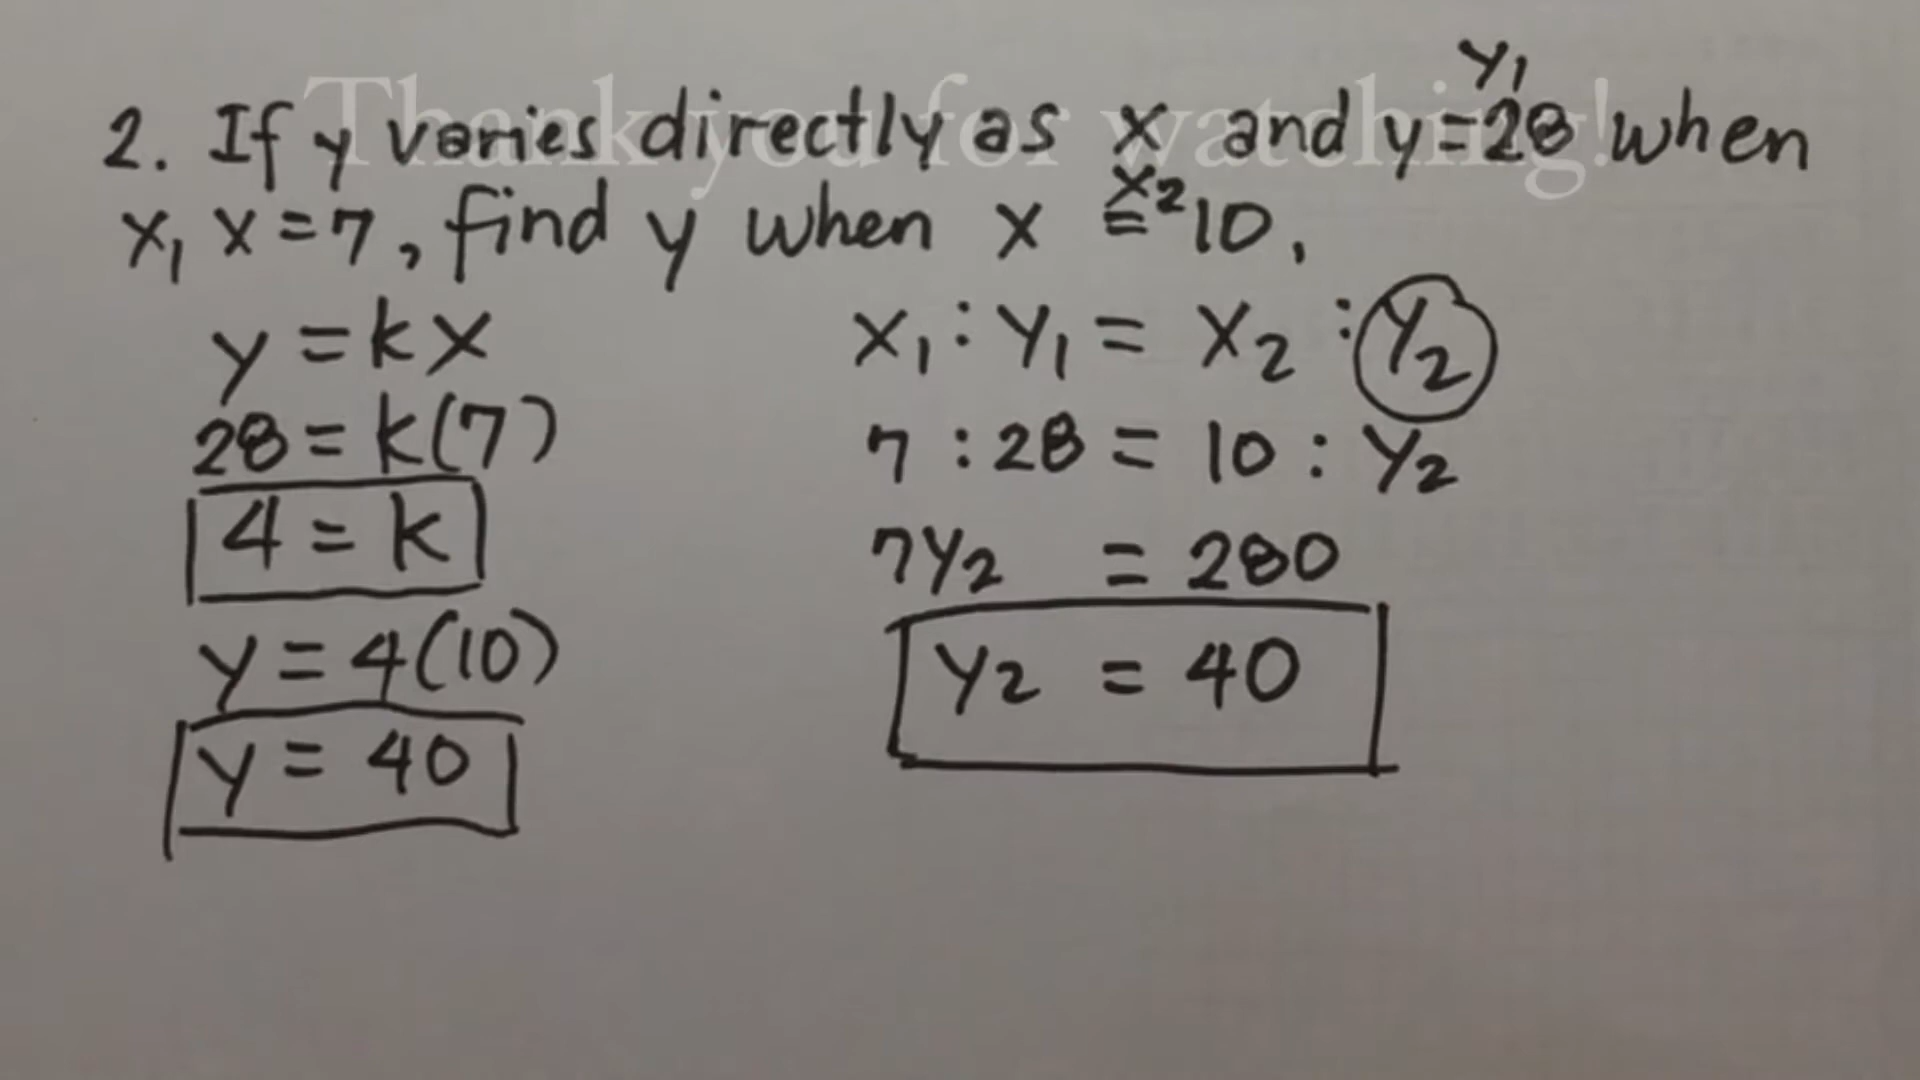 Thank you for watching!
y₁
2. If y varies directly as x and y=28 when
x₂
x₁ x=7, find y when x = 10.
y = kx
28 = k(7)
4 = k
y = 4(10)
y = 40
x₁ : y₁ = x₂ : y₂
7 : 28 = 10 : y₂
7y₂ = 280
y₂ = 40